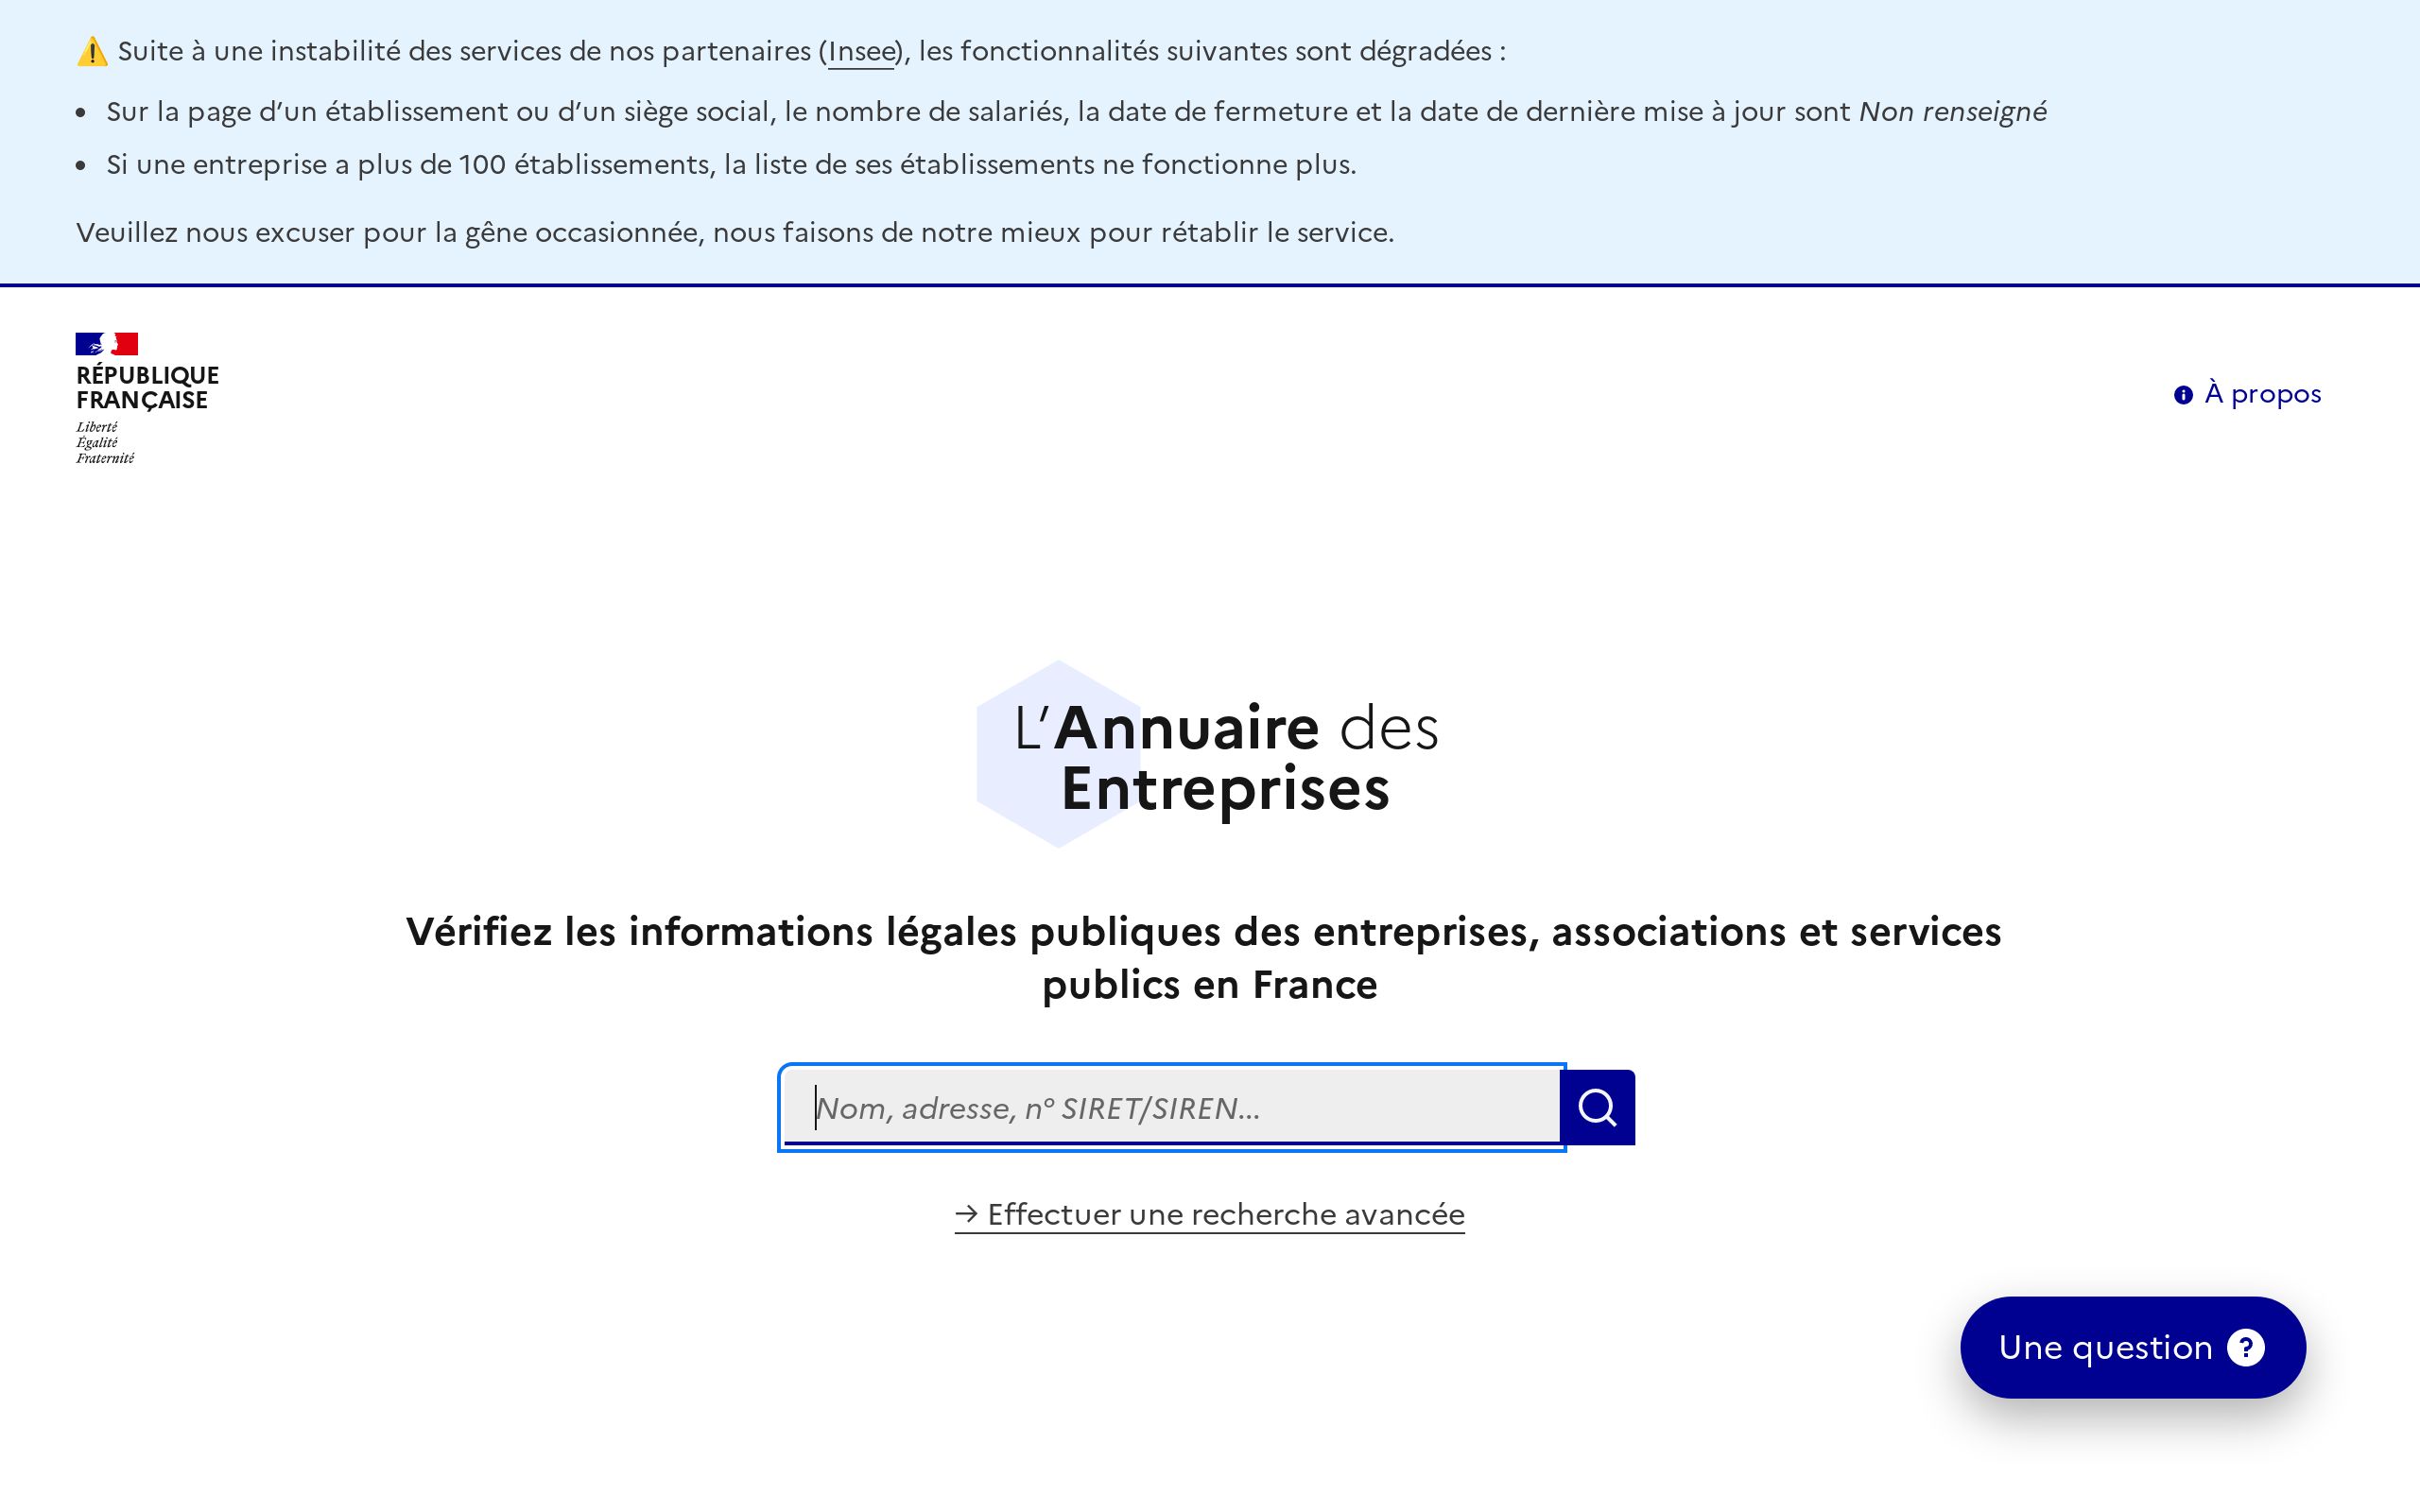 ⚠️ Suite à une instabilité des services de nos partenaires (Insee), les fonctionnalités suivantes sont dégradées :
• Sur la page d’un établissement ou d’un siège social, le nombre de salariés, la date de fermeture et la date de dernière mise à jour sont Non renseigné
• Si une entreprise a plus de 100 établissements, la liste de ses établissements ne fonctionne plus.
Veuillez nous excuser pour la gêne occasionnée, nous faisons de notre mieux pour rétablir le service.
RÉPUBLIQUE
FRANÇAISE
Liberté
Égalité
Fraternité
À propos
L’Annuaire des
Entreprises
Vérifiez les informations légales publiques des entreprises, associations et services
publics en France
Nom, adresse, n° SIRET/SIREN...
→ Effectuer une recherche avancée
Une question ?